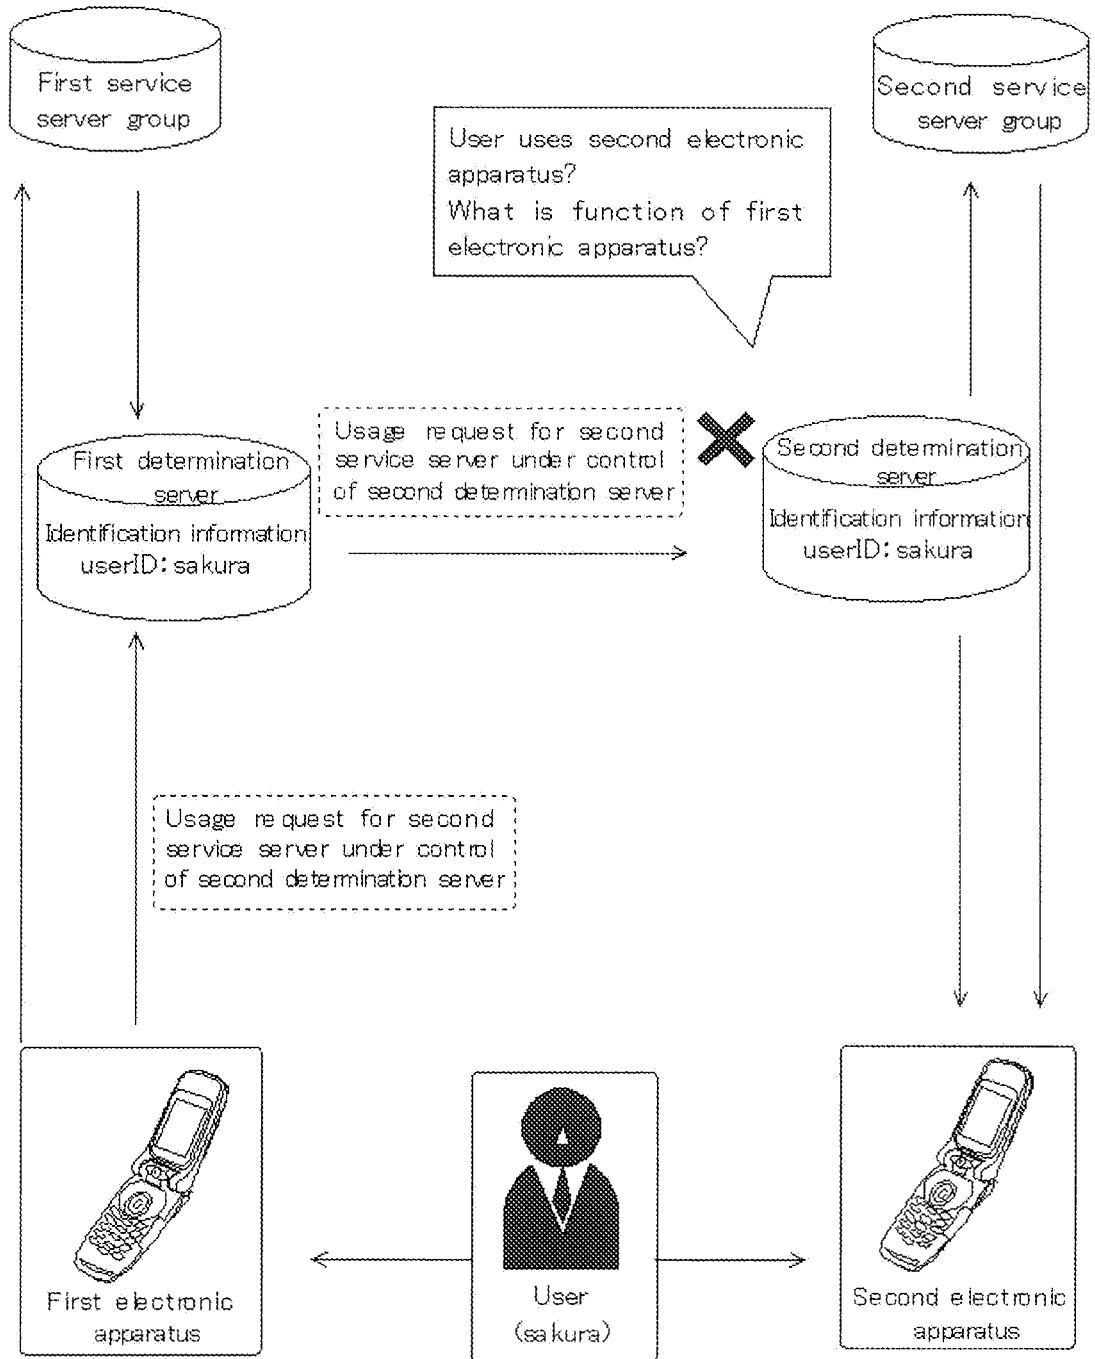 First service
server group
Second service
server group
User uses second electronic
apparatus?
What is function of first
electronic apparatus?
Usage request for second
service server under control
of second determination server
First determination
server
Identification information
userID:sakura
Second determination
server
Identification information
userID:sakura
Usage request for second
service server under control
of second determination server
First electronic
apparatus
User
(sakura)
Second electronic
apparatus